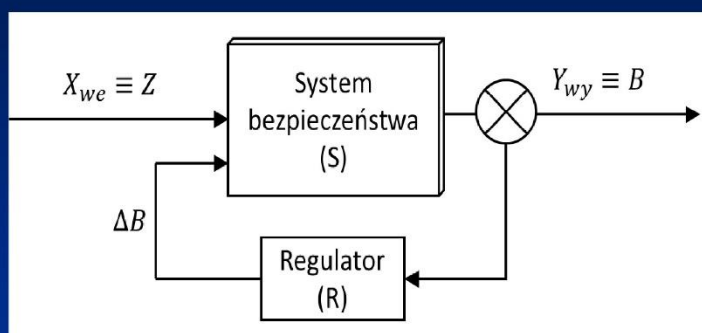 X_we ≡ Z
System
bezpieczeństwa
(S)
Y_wy ≡ B
ΔB
Regulator
(R)